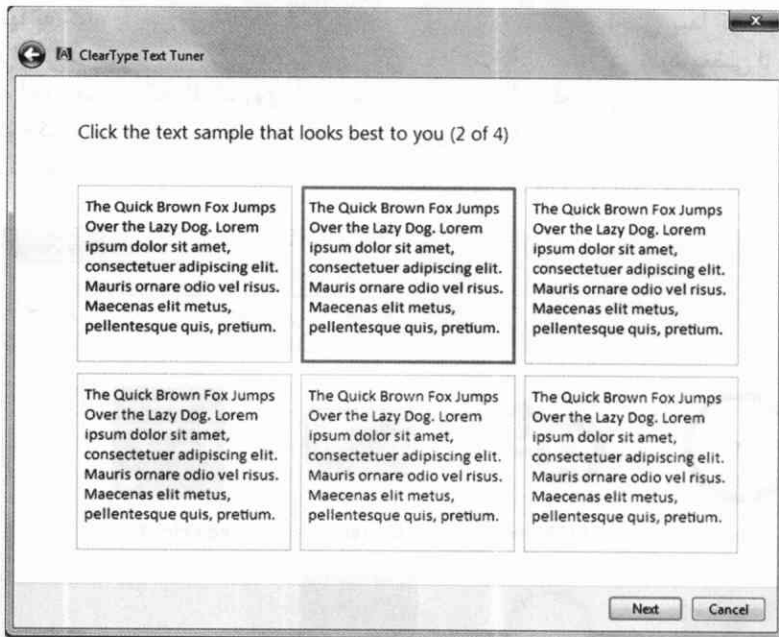 ClearType Text Tuner
Click the text sample that looks best to you (2 of 4)
The Quick Brown Fox Jumps
Over the Lazy Dog. Lorem
ipsum dolor sit amet,
consectetuer adipiscing elit.
Mauris ornare odio vel risus.
Maecenas elit metus,
pellentesque quis, pretium.
The Quick Brown Fox Jumps
Over the Lazy Dog. Lorem
ipsum dolor sit amet,
consectetuer adipiscing elit.
Mauris ornare odio vel risus.
Maecenas elit metus,
pellentesque quis, pretium.
The Quick Brown Fox Jumps
Over the Lazy Dog. Lorem
ipsum dolor sit amet,
consectetuer adipiscing elit.
Mauris ornare odio vel risus.
Maecenas elit metus,
pellentesque quis, pretium.
The Quick Brown Fox Jumps
Over the Lazy Dog. Lorem
ipsum dolor sit amet,
consectetuer adipiscing elit.
Mauris ornare odio vel risus.
Maecenas elit metus,
pellentesque quis, pretium.
The Quick Brown Fox Jumps
Over the Lazy Dog. Lorem
ipsum dolor sit amet,
consectetuer adipiscing elit.
Mauris ornare odio vel risus.
Maecenas elit metus,
pellentesque quis, pretium.
The Quick Brown Fox Jumps
Over the Lazy Dog. Lorem
ipsum dolor sit amet,
consectetuer adipiscing elit.
Mauris ornare odio vel risus.
Maecenas elit metus,
pellentesque quis, pretium.
Next
Cancel